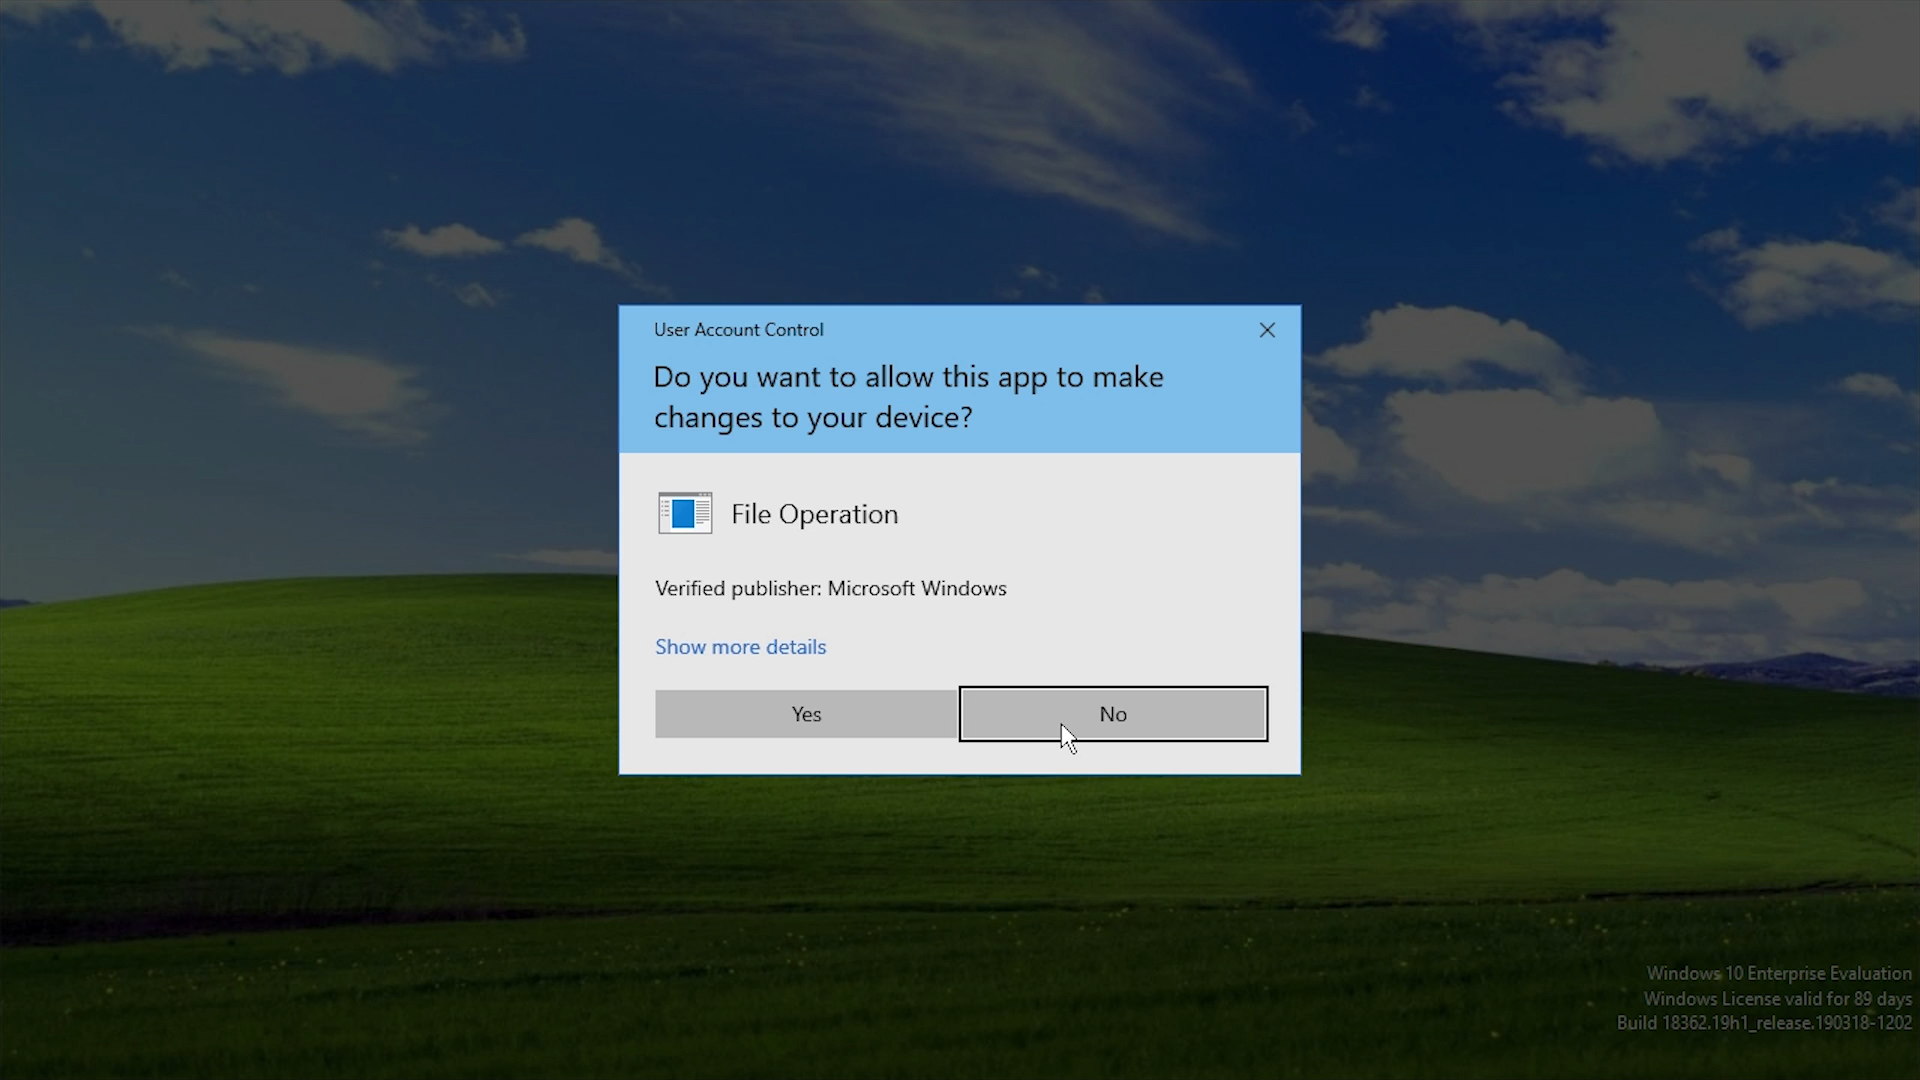 User Account Control
Do you want to allow this app to make
changes to your device?
File Operation
Verified publisher: Microsoft Windows
Show more details
Yes
No
Windows 10 Enterprise Evaluation
Windows License valid for 89 days
Build 18362.19h1_release.190318-1202